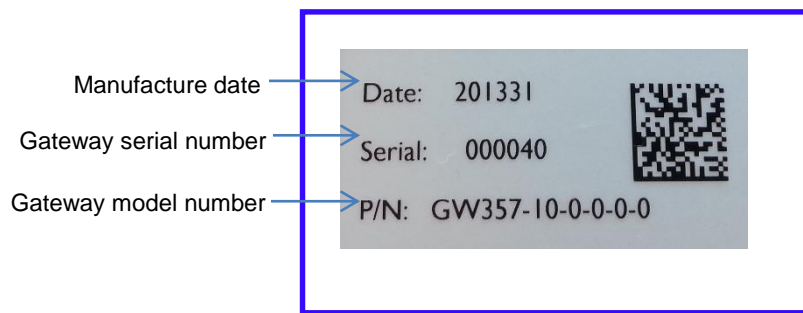 Manufacture date
Date: 201331
Gateway serial number
Serial: 000040
Gateway model number
P/N: GW357-10-0-0-0-0